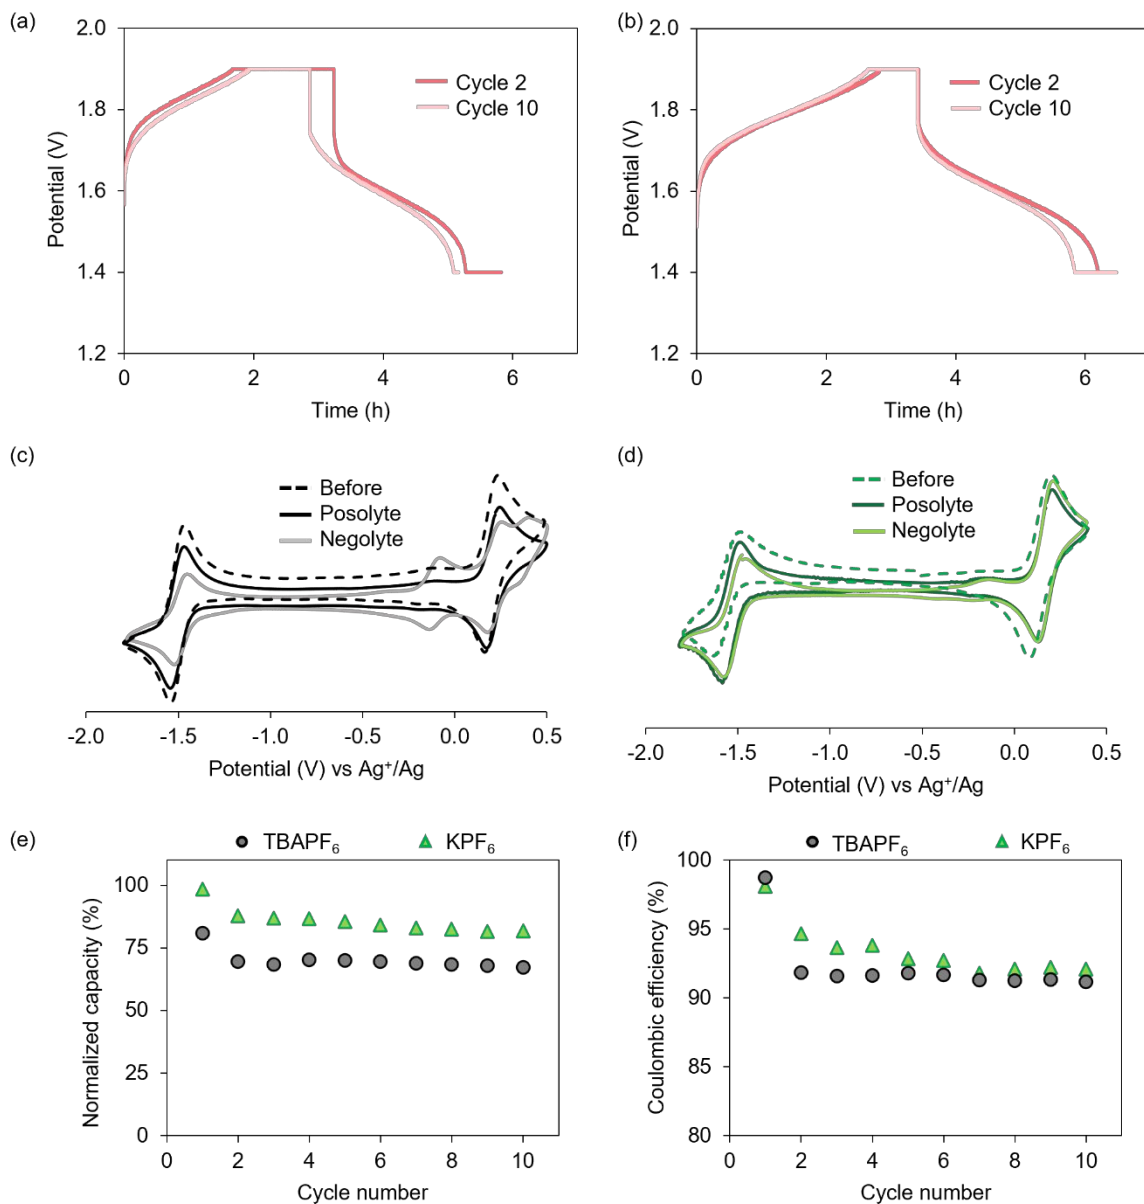 (a)
2.0
1.8
1.6
1.4
1.2
Potential (V)
Cycle 2
Cycle 10
0
2
4
6
Time (h)
(b)
2.0
1.8
1.6
1.4
1.2
Potential (V)
Cycle 2
Cycle 10
0
2
4
6
Time (h)
(c)
Before
Posolyte
Negolyte
-2.0
-1.5
-1.0
-0.5
0.0
0.5
Potential (V) vs Ag⁺/Ag
(d)
Before
Posolyte
Negolyte
-2.0
-1.5
-1.0
-0.5
0.0
0.5
Potential (V) vs Ag⁺/Ag
(e)
TBAPF₆
KPF₆
100
75
50
25
0
Normalized capacity (%)
0
2
4
6
8
10
Cycle number
(f)
TBAPF₆
KPF₆
100
95
90
85
80
Coulombic efficiency (%)
0
2
4
6
8
10
Cycle number